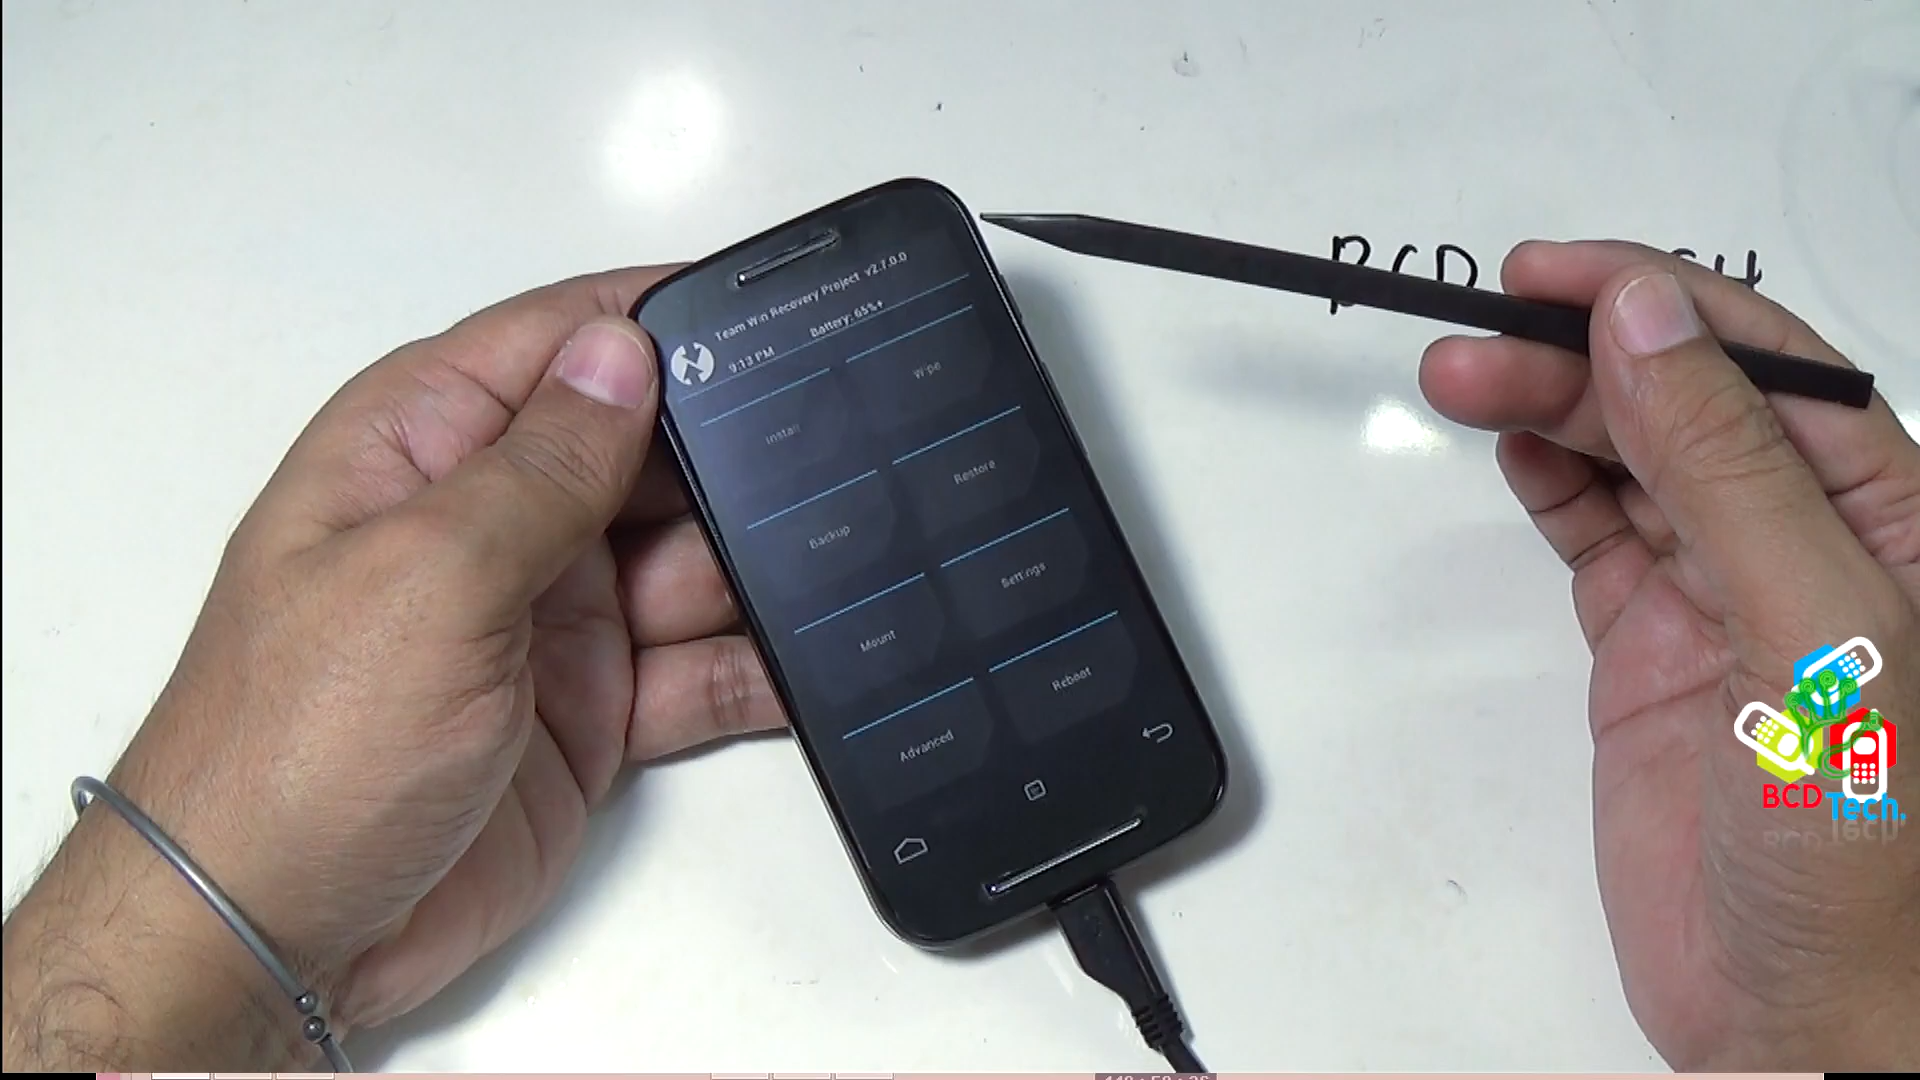 Team Win Recovery Project v2.7.0.0
9:13 PM
Battery: 65%+
Install
Wipe
Backup
Restore
Mount
Settings
Advanced
Reboot
BCD
BCD Tech.